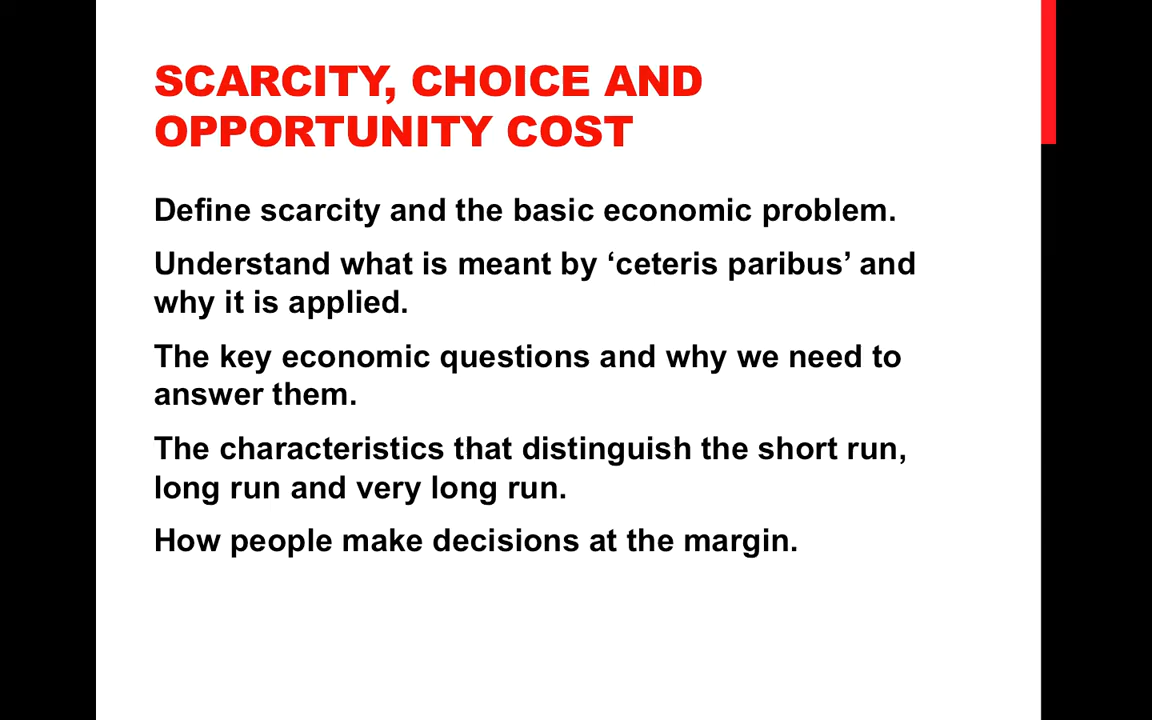 SCARCITY, CHOICE AND
OPPORTUNITY COST
Define scarcity and the basic economic problem.
Understand what is meant by ‘ceteris paribus’ and
why it is applied.
The key economic questions and why we need to
answer them.
The characteristics that distinguish the short run,
long run and very long run.
How people make decisions at the margin.